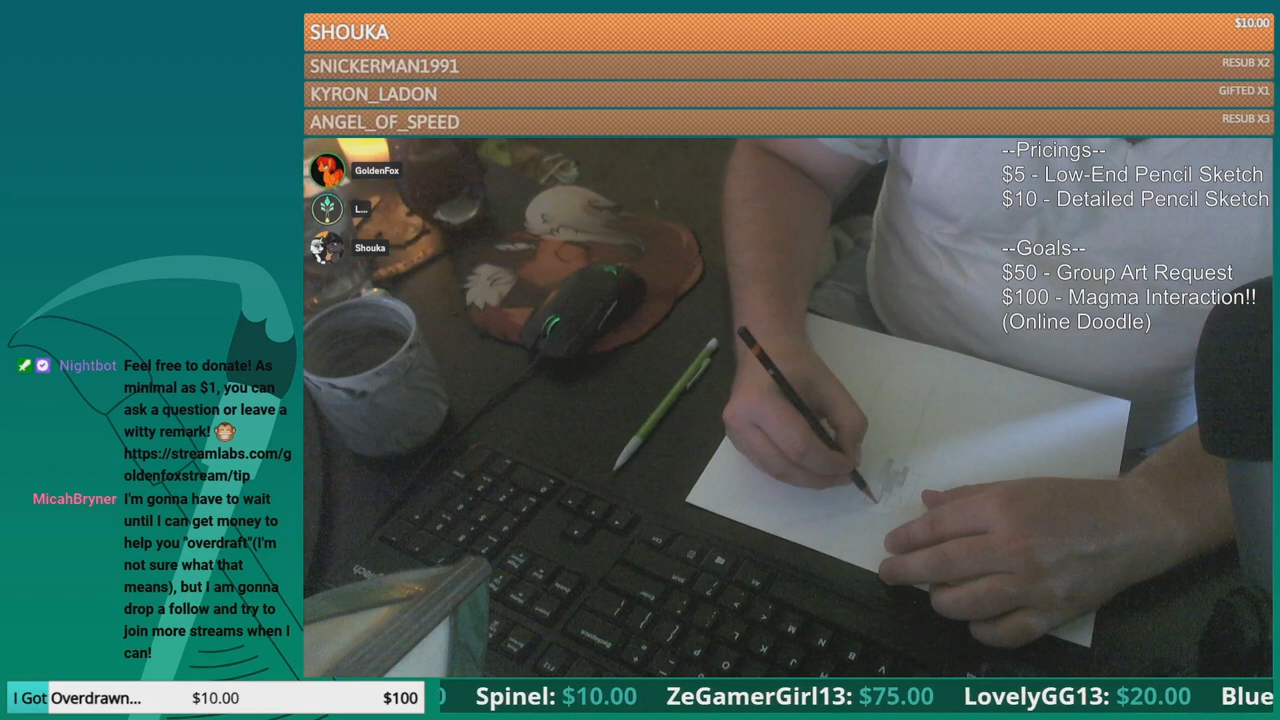 SHOUKA $10.00
SNICKERMAN1991 RESUB X2
KYRON_LADON GIFTED X1
ANGEL_OF_SPEED RESUB X3
GoldenFox
L...
Shouka
--Pricings--
$5 - Low-End Pencil Sketch
$10 - Detailed Pencil Sketch
--Goals--
$50 - Group Art Request
$100 - Magma Interaction!!
(Online Doodle)
Nightbot Feel free to donate! As
minimal as $1, you can
ask a question or leave a
witty remark! 🐵
https://streamlabs.com/g
oldenfoxstream/tip
MicahBryner I'm gonna have to wait
until I can get money to
help you "overdraft"(I'm
not sure what that
means), but I am gonna
drop a follow and try to
join more streams when I
can!
I Got Overdrawn... $10.00 $100
Spinel: $10.00 ZeGamerGirl13: $75.00 LovelyGG13: $20.00 Blue